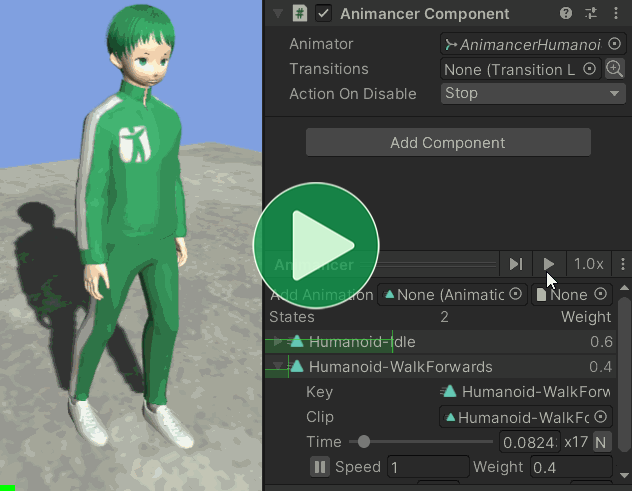 # Animancer Component
Animator AnimancerHumanoi
Transitions None (Transition L
Action On Disable Stop
Add Component
Animancer 1.0x
Add Animation None (Animatic None
States 2 Weight
Humanoid-Idle 0.6
Humanoid-WalkForwards 0.4
Key Humanoid-WalkForw
Clip Humanoid-WalkFo
Time 0.0824 x17 N
Speed 1 Weight 0.4